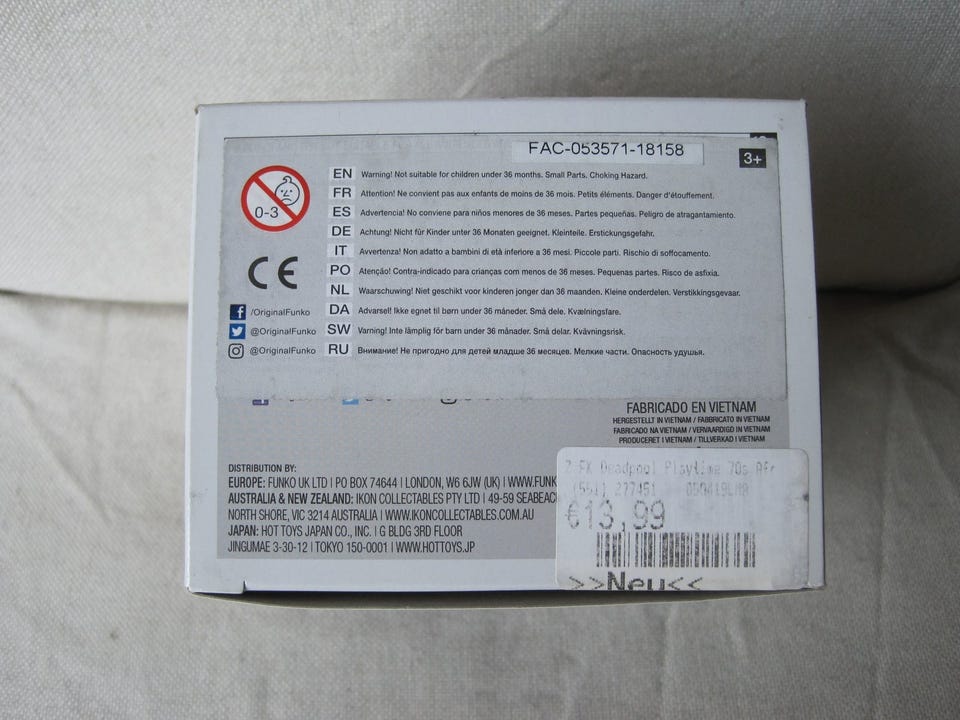 FAC-053571-18158
3+
0-3
EN Warning! Not suitable for children under 36 months. Small Parts. Choking Hazard.
FR Attention! Ne convient pas aux enfants de moins de 36 mois. Petits éléments. Danger d'étouffement.
ES Advertencia! No conviene para niños menores de 36 meses. Partes pequeñas. Peligro de atragantamiento.
DE Achtung! Nicht für Kinder unter 36 Monaten geeignet. Kleinteile. Erstickungsgefahr.
IT Avvertenza! Non adatto a bambini di età inferiore a 36 mesi. Piccole parti. Rischio di soffocamento.
PO Atenção! Contra-indicado para crianças com menos de 36 meses. Pequenas partes. Risco de asfixia.
NL Waarschuwing! Niet geschikt voor kinderen jonger dan 36 maanden. Kleine onderdelen. Verstikkingsgevaar.
DA Advarsel! Ikke egnet til børn under 36 måneder. Små dele. Kvælningsfare.
SW Varning! Inte lämplig för barn under 36 månader. Små delar. Kvävningsrisk.
RU Внимание! Не пригодно для детей младше 36 месяцев. Мелкие части. Опасность удушья.
CE
/OriginalFunko
@OriginalFunko
@OriginalFunko
FABRICADO EN VIETNAM
HERGESTELLT IN VIETNAM / FABBRICATO IN VIETNAM
FABRICADO NA VIETNAM / VERVAARDIGD IN VIETNAM
PRODUCERET I VIETNAM / TILLVERKAD I VIETNAM
DISTRIBUTION BY:
EUROPE: FUNKO UK LTD | PO BOX 74644 | LONDON, W6 6JW (UK) | WWW.FUNK
AUSTRALIA & NEW ZEALAND: IKON COLLECTABLES PTY LTD | 49-59 SEABEAC
NORTH SHORE, VIC 3214 AUSTRALIA | WWW.IKONCOLLECTABLES.COM.AU
JAPAN: HOT TOYS JAPAN CO., INC. | G BLDG 3RD FLOOR
JINGUMAE 3-30-12 | TOKYO 150-0001 | WWW.HOTTOYS.JP
Z FK Deadpool Playtime 70s Afr
(551) 277451
€13,99
>>Neu<<